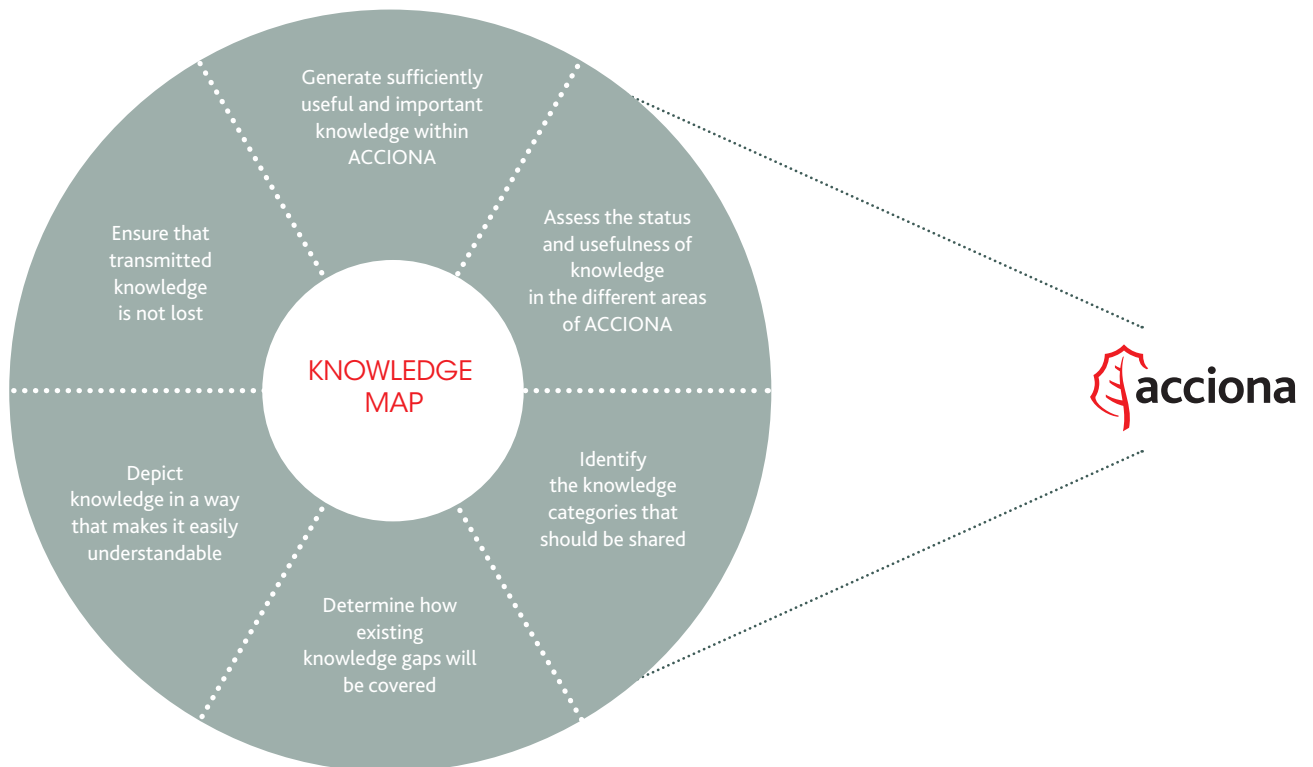 Generate sufficiently
useful and important
knowledge within
ACCIONA
Assess the status
and usefulness of
knowledge
in the different areas
of ACCIONA
Identify
the knowledge
categories that
should be shared
Determine how
existing
knowledge gaps will
be covered
Depict
knowledge in a way
that makes it easily
understandable
Ensure that
transmitted
knowledge
is not lost
KNOWLEDGE
MAP
acciona